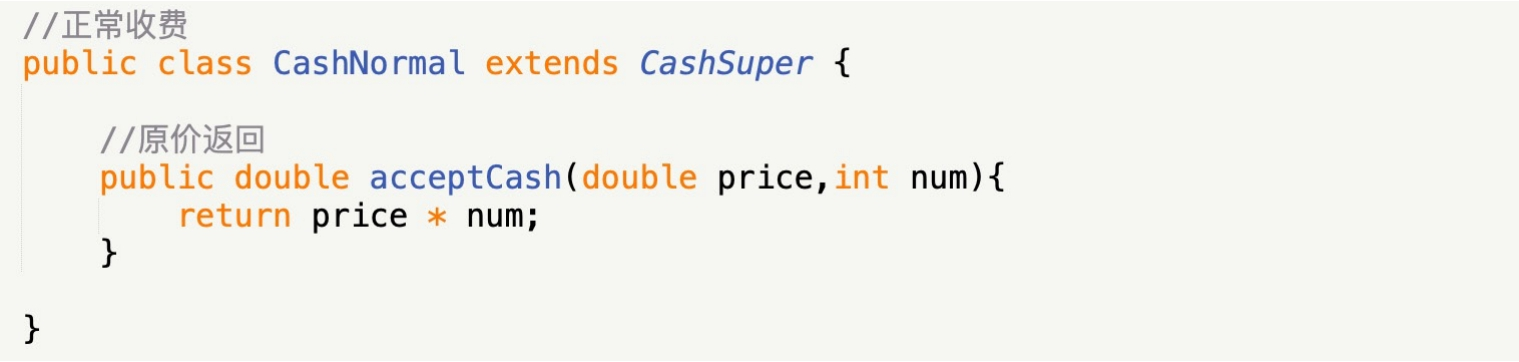 //正常收费
public class CashNormal extends CashSuper {
//原价返回
public double acceptCash(double price,int num){
return price * num;
}
}